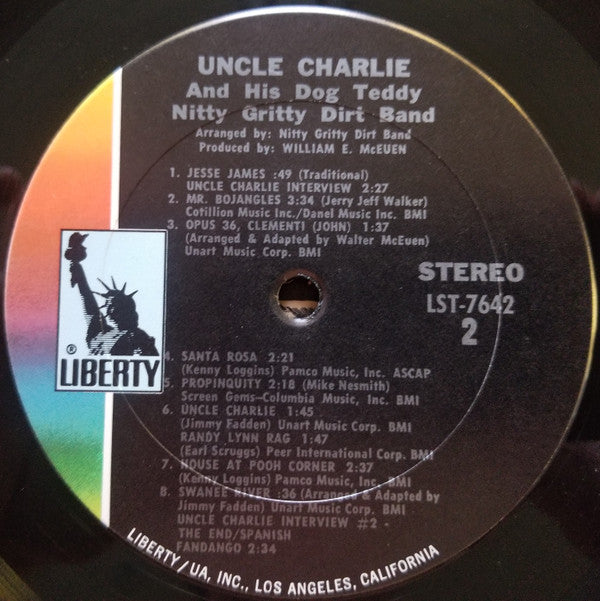 UNCLE CHARLIE
And His Dog Teddy
Nitty Gritty Dirt Band
Arranged by: Nitty Gritty Dirt Band
Produced by: WILLIAM E. McEUEN
1. JESSE JAMES :49 (Traditional)
UNCLE CHARLIE INTERVIEW 2:27
2. MR. BOJANGLES 3:34 (Jerry Jeff Walker)
Cotillion Music Inc./Danel Music Inc. BMI
3. OPUS 36, CLEMENTI (JOHN) 1:37
(Arranged & Adapted by Walter McEuen)
Unart Music Corp. BMI
STEREO
LST-7642
2
®
LIBERTY
4. SANTA ROSA 2:21
(Kenny Loggins) Pamco Music, Inc. ASCAP
5. PROPINQUITY 2:18 (Mike Nesmith)
Screen Gems-Columbia Music, Inc. BMI
6. UNCLE CHARLIE 1:45
(Jimmy Fadden) Unart Music Corp. BMI
RANDY LYNN RAG 1:47
(Earl Scruggs) Peer International Corp. BMI
7. HOUSE AT POOH CORNER 2:37
(Kenny Loggins) Pamco Music, Inc. BMI
8. SWANEE RIVER :36 (Arranged & Adapted by
Jimmy Fadden) Unart Music Corp. BMI
UNCLE CHARLIE INTERVIEW #2 -
THE END/SPANISH
FANDANGO 2:34
LIBERTY/UA, INC., LOS ANGELES, CALIFORNIA